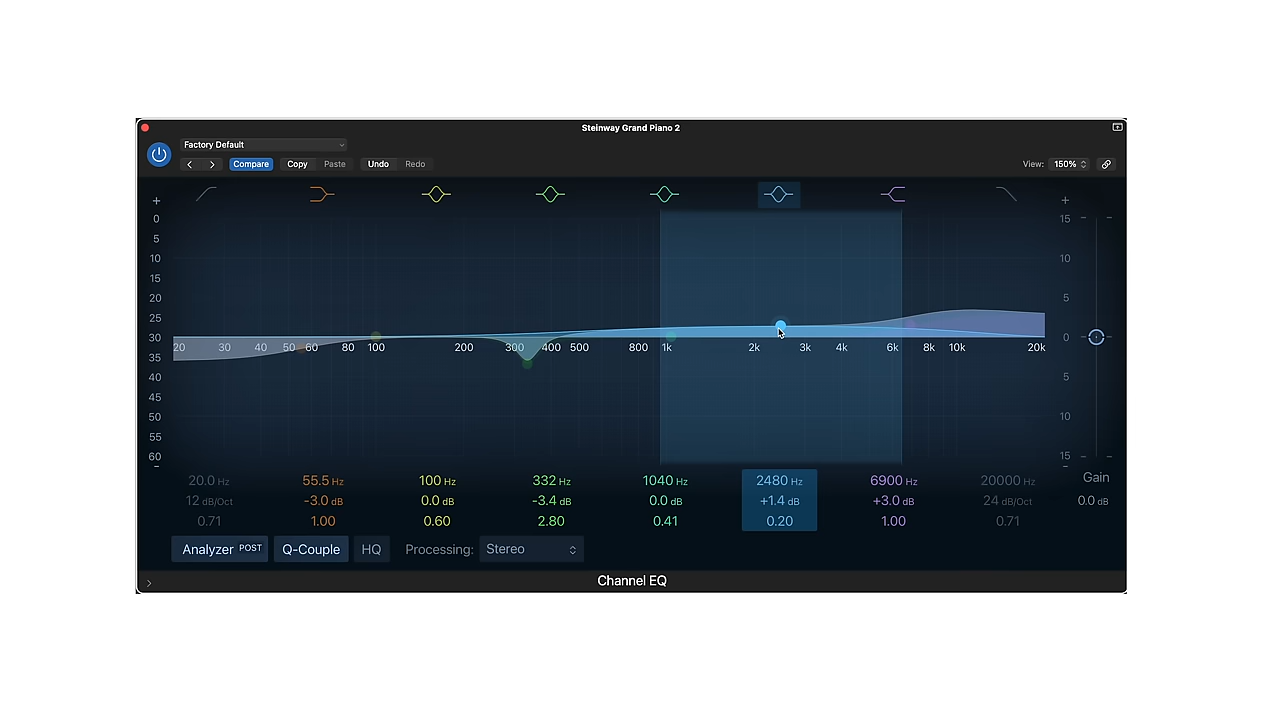 Steinway Grand Piano 2
Factory Default
Compare Copy Paste Undo Redo View: 150%
+ +
0 15
5
10 10
15
20 5
25
30 0
20 30 40 50 60 80 100 200 300 400 500 800 1k 2k 3k 4k 6k 8k 10k 20k
35
40 5
45
50 10
55
60 15
- -
20.0 Hz 55.5 Hz 100 Hz 332 Hz 1040 Hz 2480 Hz 6900 Hz 20000 Hz Gain
12 dB/Oct -3.0 dB 0.0 dB -3.4 dB 0.0 dB +1.4 dB +3.0 dB 24 dB/Oct 0.0 dB
0.71 1.00 0.60 2.80 0.41 0.20 1.00 0.71
Analyzer POST Q-Couple HQ Processing: Stereo
Channel EQ